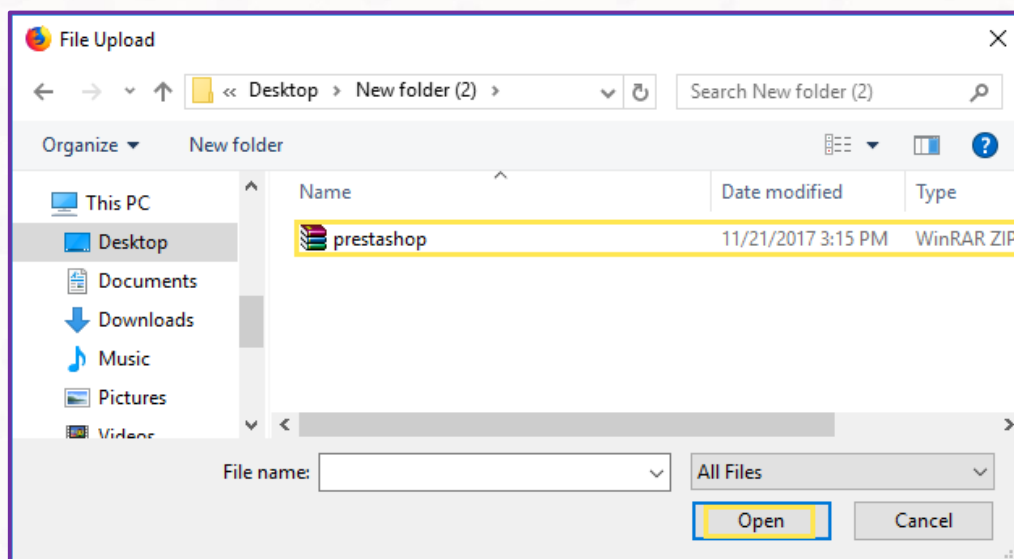 File Upload
« Desktop > New folder (2) >
Search New folder (2)
Organize
New folder
This PC
Desktop
Documents
Downloads
Music
Pictures
Videos
Name
Date modified
Type
prestashop
11/21/2017 3:15 PM
WinRAR ZIP
File name:
All Files
Open
Cancel